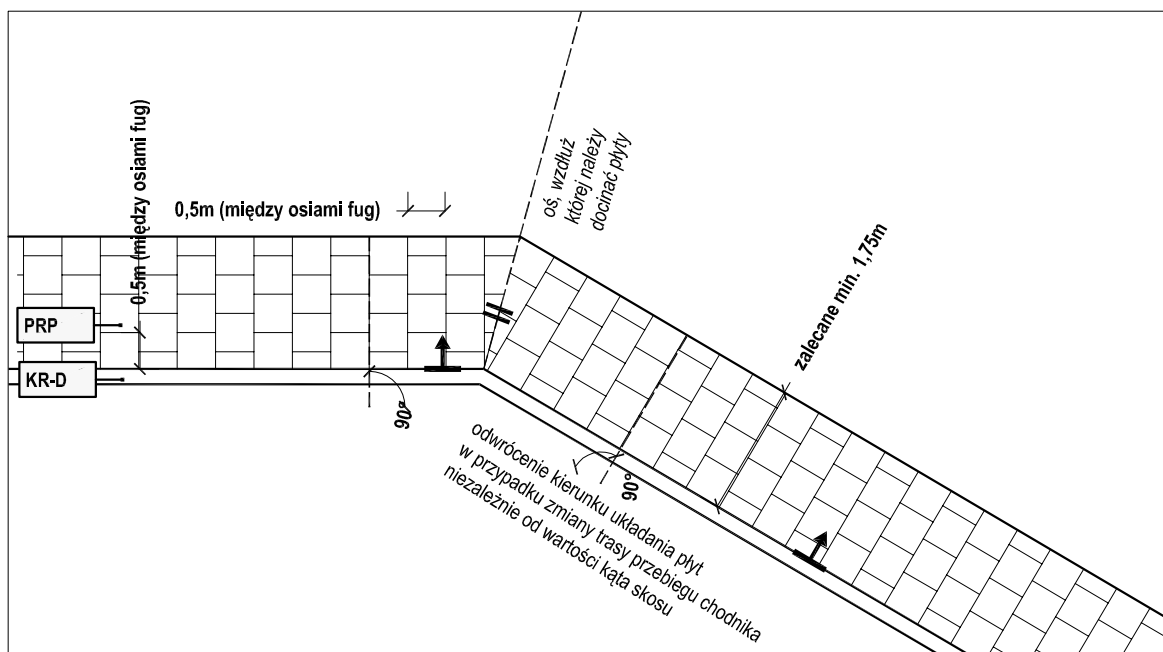 0,5m (między osiami fug)
0,5m (między osiami fug)
oś, wzdłuż
której należy
docinać płyty
PRP
KR-D
90°
zalecane min. 1,75m
90°
odwrócenie kierunku układania płyt
w przypadku zmiany trasy przebiegu chodnika
niezależnie od wartości kąta skosu